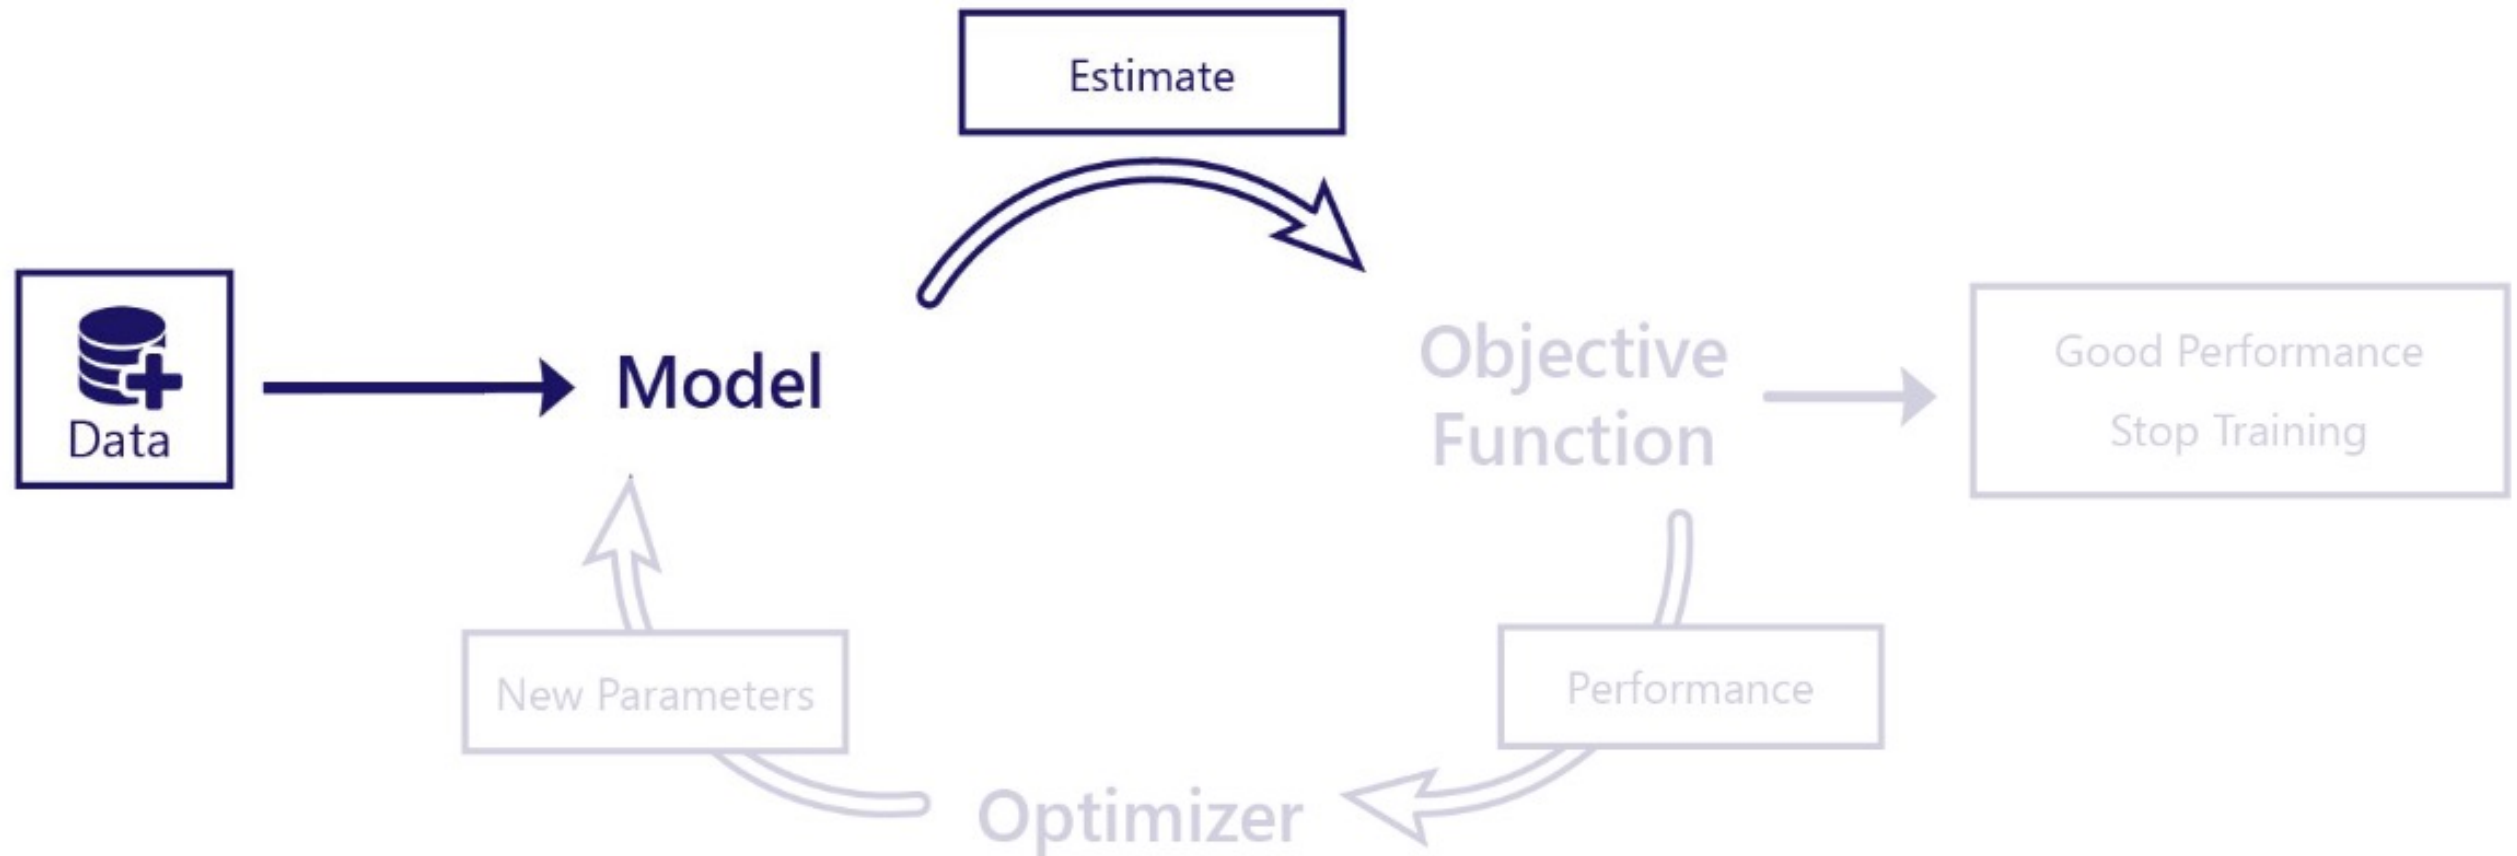 Estimate
Data
Model
Objective
Function
Good Performance
Stop Training
New Parameters
Performance
Optimizer